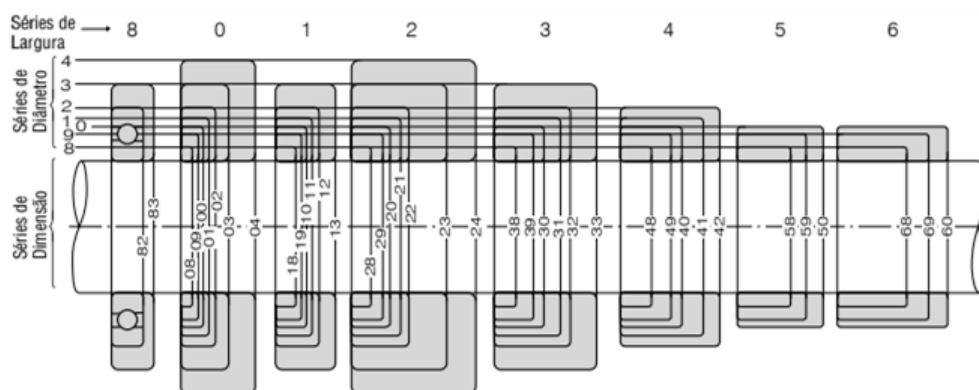 Séries de Largura → 8 0 1 2 3 4 5 6
Séries de Diâmetro
4
3
2
1
0
9
8
Séries de Dimensão
82 83
08 09 00 01 02 03 04
18 19 10 11 12 13
28 29 20 21 22 23 24
38 39 30 31 32 33
48 49 40 41 42
58 59 50
68 69 60